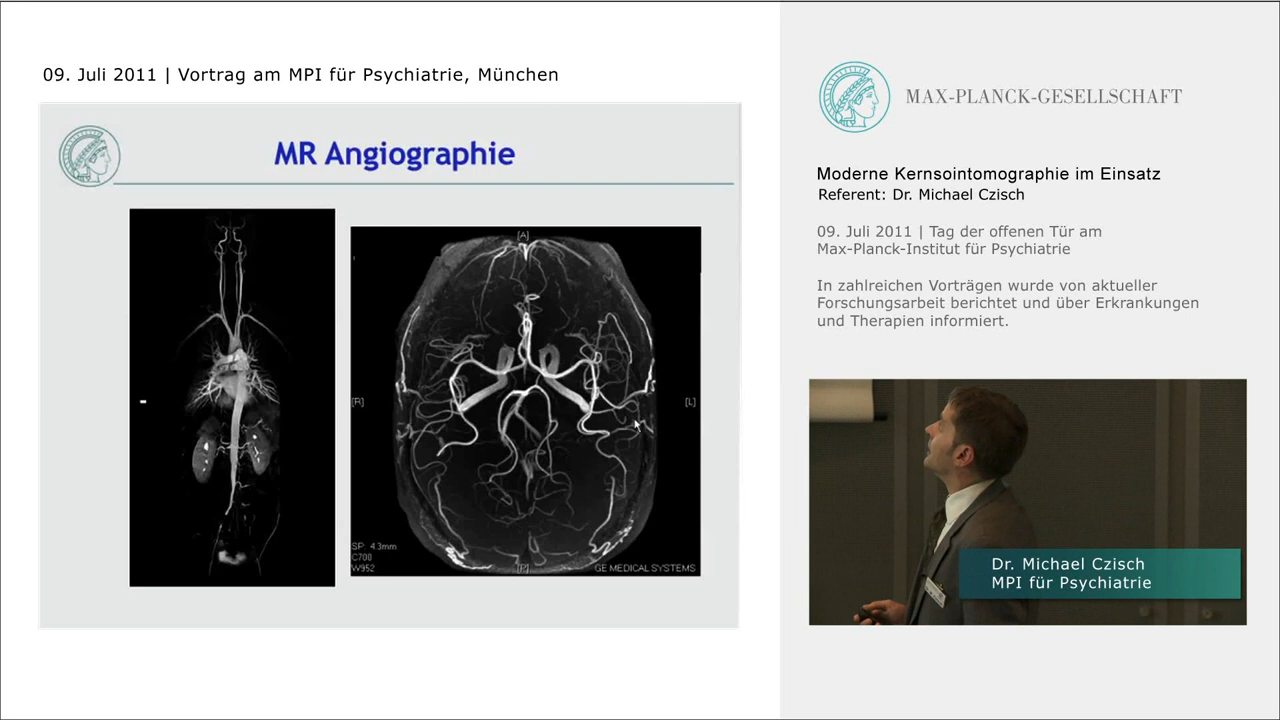 09. Juli 2011 | Vortrag am MPI für Psychiatrie, München
MR Angiographie
[A]
[R]
[L]
SP: 4.3mm
C700
W952
[P]
GE MEDICAL SYSTEMS
MAX-PLANCK-GESELLSCHAFT
Moderne Kernsointomographie im Einsatz
Referent: Dr. Michael Czisch
09. Juli 2011 | Tag der offenen Tür am
Max-Planck-Institut für Psychiatrie
In zahlreichen Vorträgen wurde von aktueller
Forschungsarbeit berichtet und über Erkrankungen
und Therapien informiert.
Dr. Michael Czisch
MPI für Psychiatrie